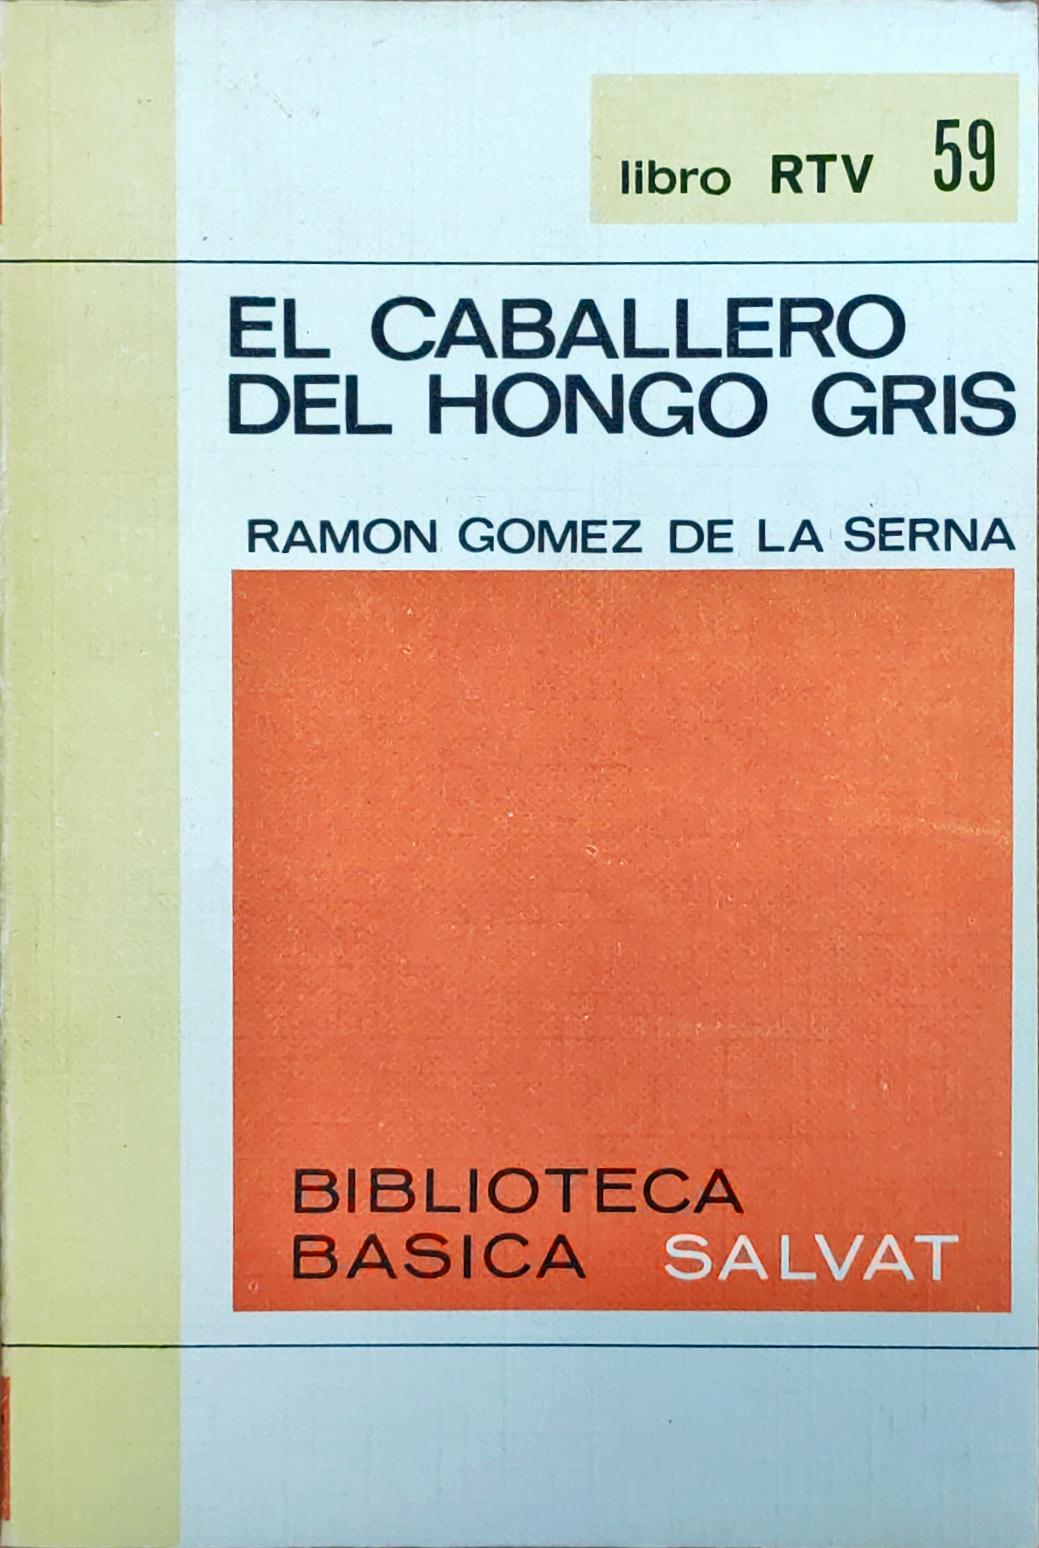 libro RTV 59
EL CABALLERO
DEL HONGO GRIS
RAMON GOMEZ DE LA SERNA
BIBLIOTECA
BASICA SALVAT